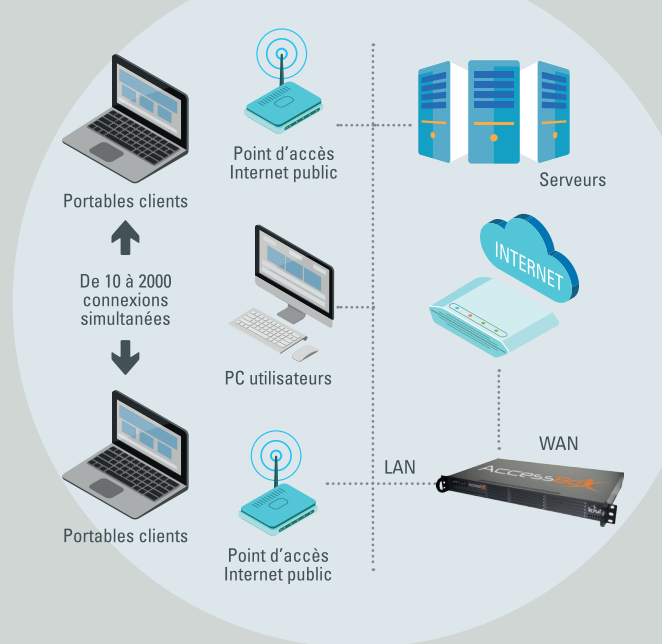 Point d'accès
Internet public
Portables clients
Serveurs
De 10 à 2000
connexions
simultanées
INTERNET
PC utilisateurs
LAN
WAN
ACCESSBOX
Portables clients
Point d'accès
Internet public